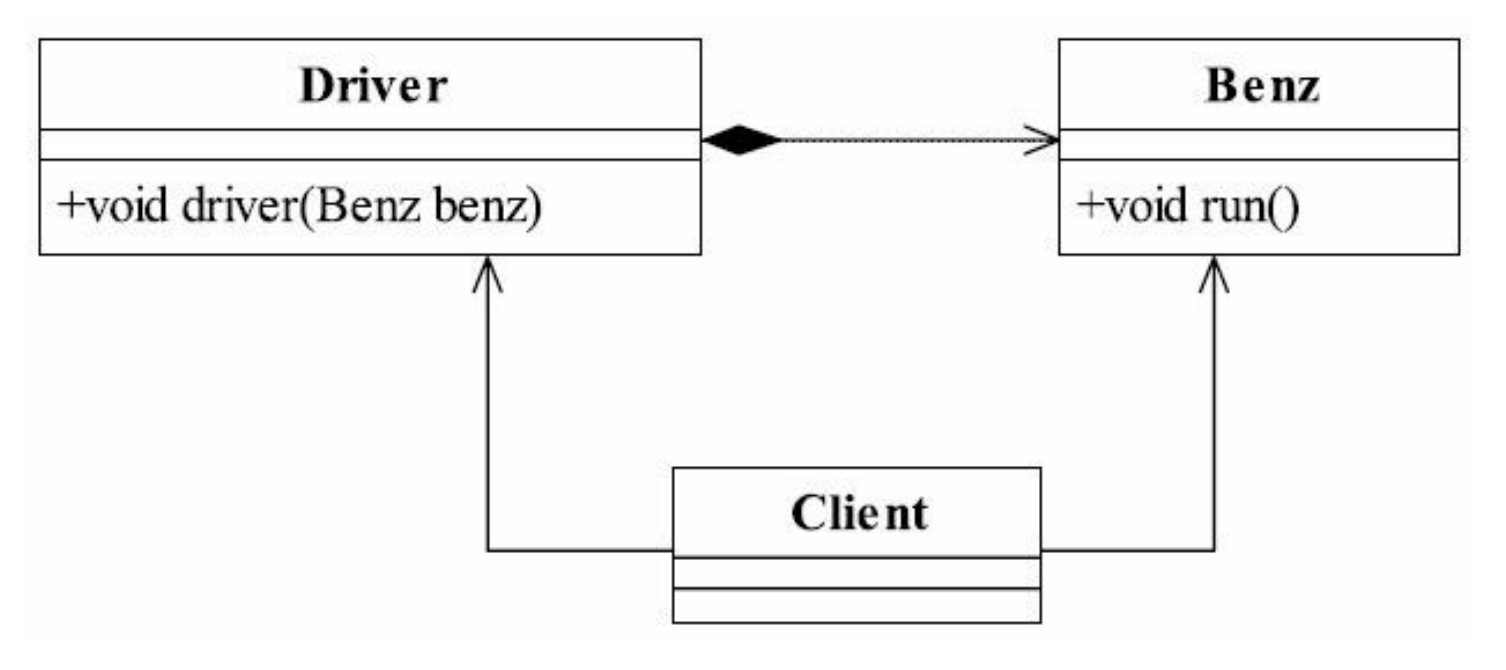 Driver
+void driver(Benz benz)
Benz
+void run()
Client